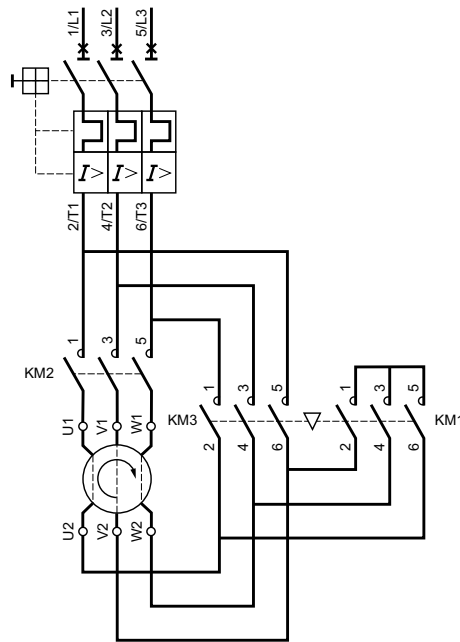 1/L1 3/L2 5/L3
I> I> I>
2/T1 4/T2 6/T3
1 3 5
KM2
1 3 5
1 3 5
KM3
KM1
2 4 6
2 4 6
U1 V1 W1
U2 V2 W2